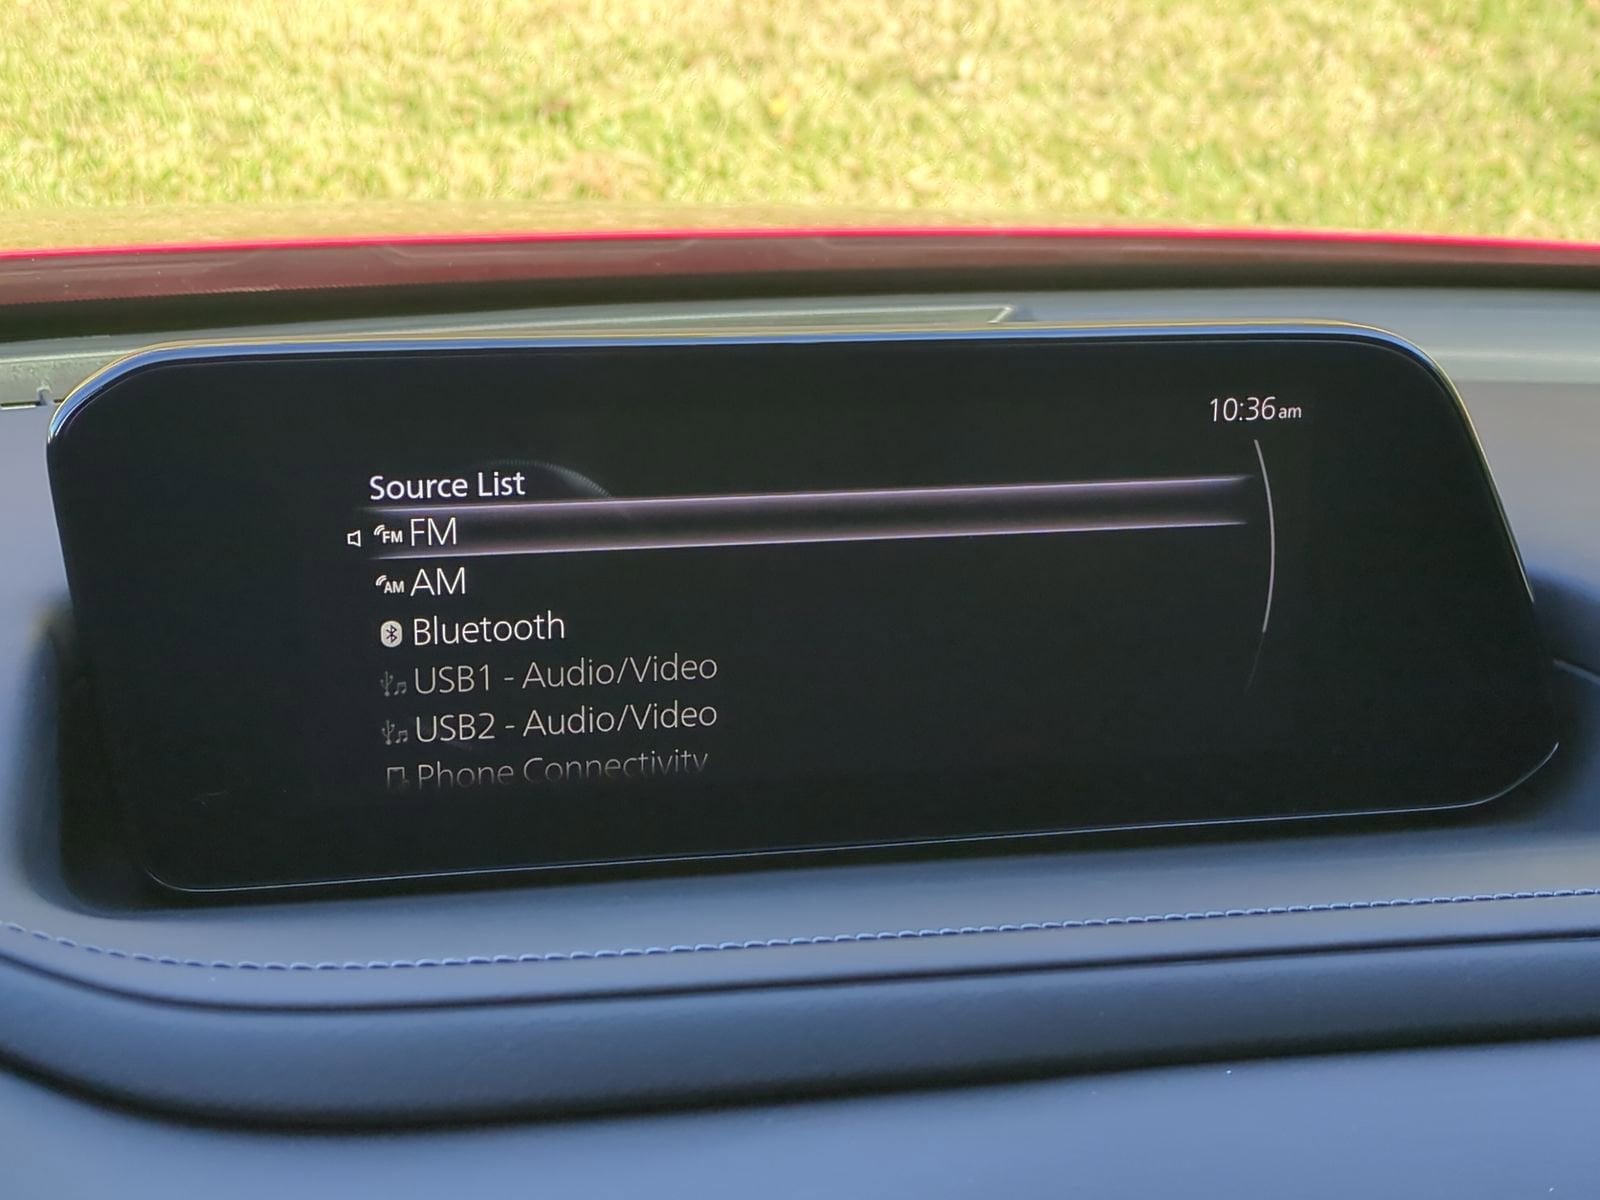 10:36am
Source List
FM FM
AM AM
Bluetooth
USB1 - Audio/Video
USB2 - Audio/Video
Phone Connectivity